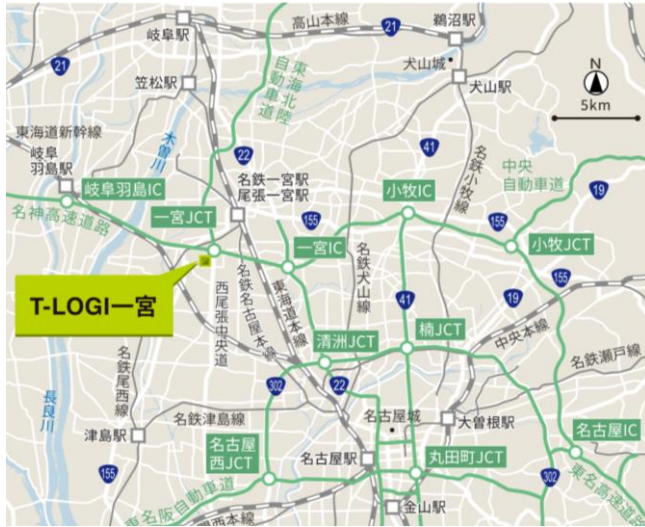 岐阜駅
高山本線
21
鵜沼駅
犬山城
犬山駅
N
5km
21
笠松駅
東海北陸
自動車道
木曽川
22
41
名鉄小牧線
中央
自動車道
19
東海道新幹線
岐阜
羽島駅
岐阜羽島IC
名神高速道路
名鉄一宮駅
尾張一宮駅
小牧IC
155
155
一宮JCT
一宮IC
小牧JCT
155
T-LOGI一宮
西尾張中央道
名鉄名古屋本線
東海道本線
名鉄犬山線
41
19
清洲JCT
楠JCT
中央本線
名鉄瀬戸線
名鉄尾西線
302
22
長良川
名鉄津島線
津島駅
名古屋城
大曽根駅
名古屋
西JCT
名古屋駅
丸田町JCT
名古屋IC
155
東名阪自動車道
関西本線
金山駅
302
東名高速道路